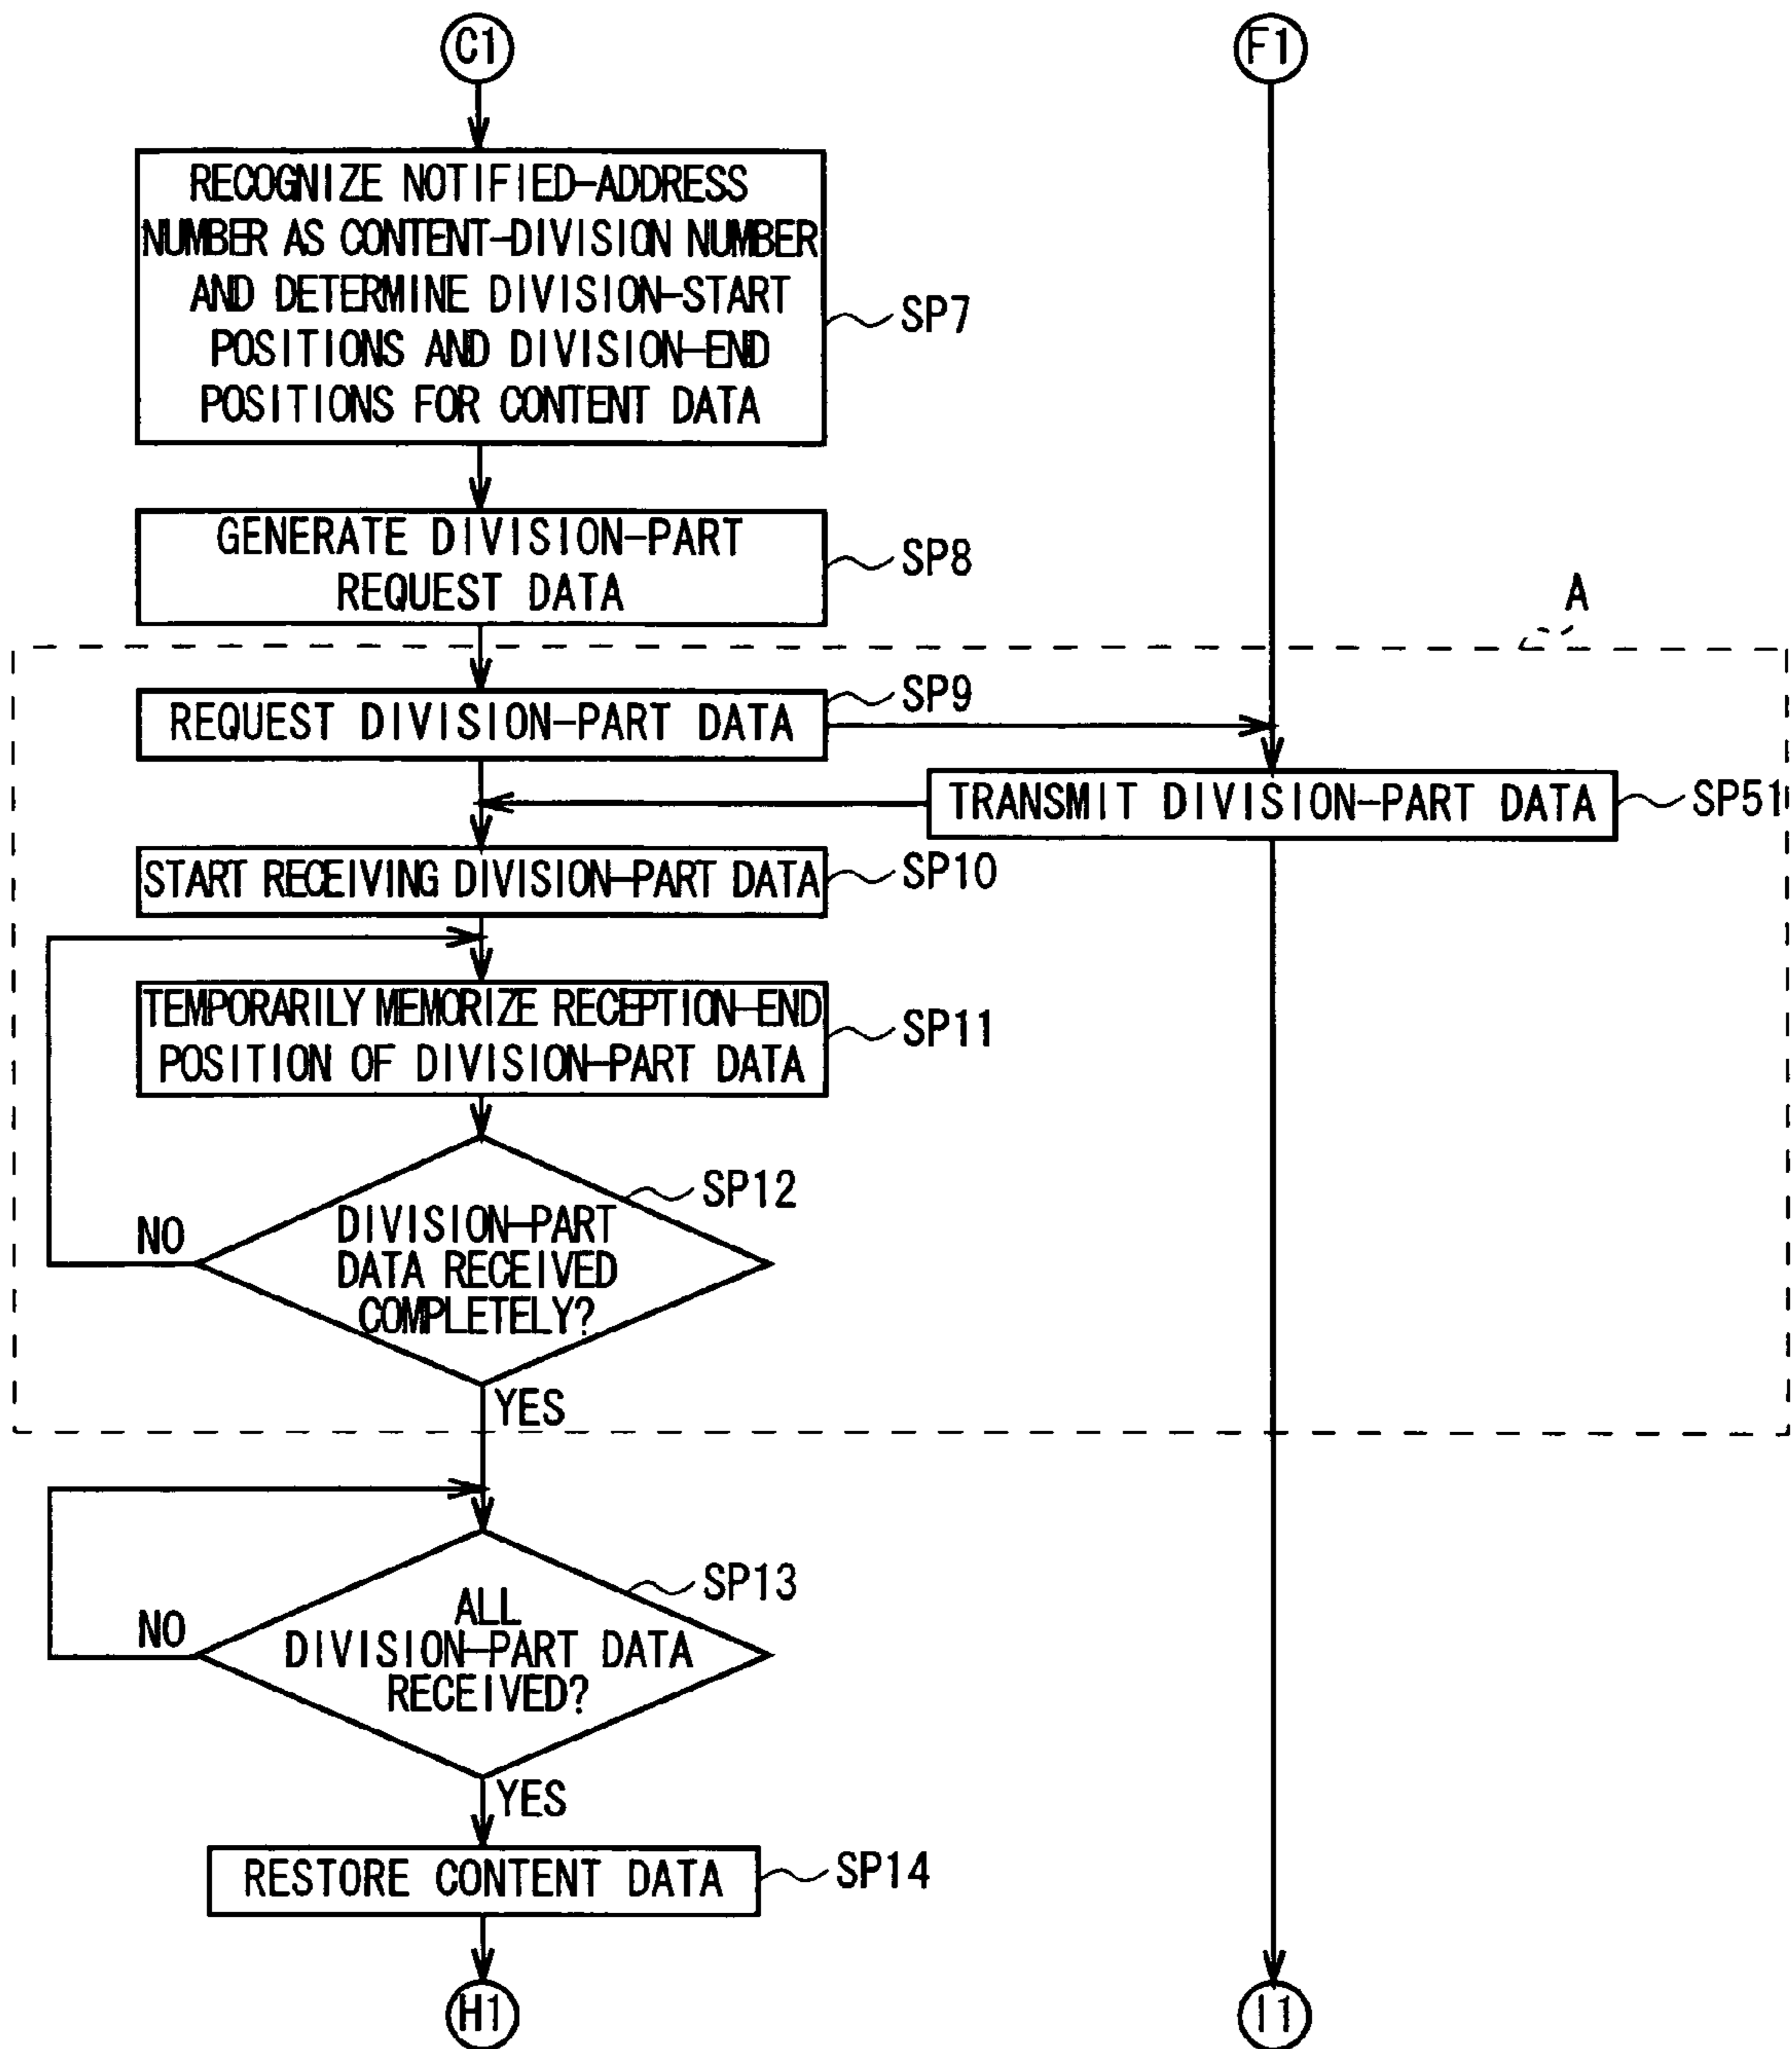 C1
F1
RECOGNIZE NOTIFIED-ADDRESS
NUMBER AS CONTENT-DIVISION NUMBER
AND DETERMINE DIVISION-START
POSITIONS AND DIVISION-END
POSITIONS FOR CONTENT DATA
SP7
GENERATE DIVISION-PART
REQUEST DATA
SP8
A
REQUEST DIVISION-PART DATA
SP9
TRANSMIT DIVISION-PART DATA
SP51
START RECEIVING DIVISION-PART DATA
SP10
TEMPORARILY MEMORIZE RECEPTION-END
POSITION OF DIVISION-PART DATA
SP11
SP12
DIVISION-PART
DATA RECEIVED
COMPLETELY?
NO
YES
SP13
ALL
DIVISION-PART DATA
RECEIVED?
NO
YES
RESTORE CONTENT DATA
SP14
H1
I1